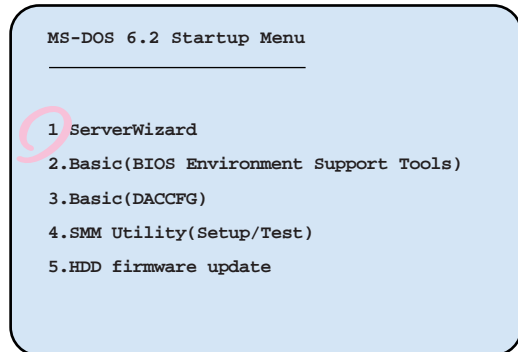 MS-DOS 6.2 Startup Menu
1 ServerWizard
2.Basic(BIOS Environment Support Tools)
3.Basic(DACCFG)
4.SMM Utility(Setup/Test)
5.HDD firmware update